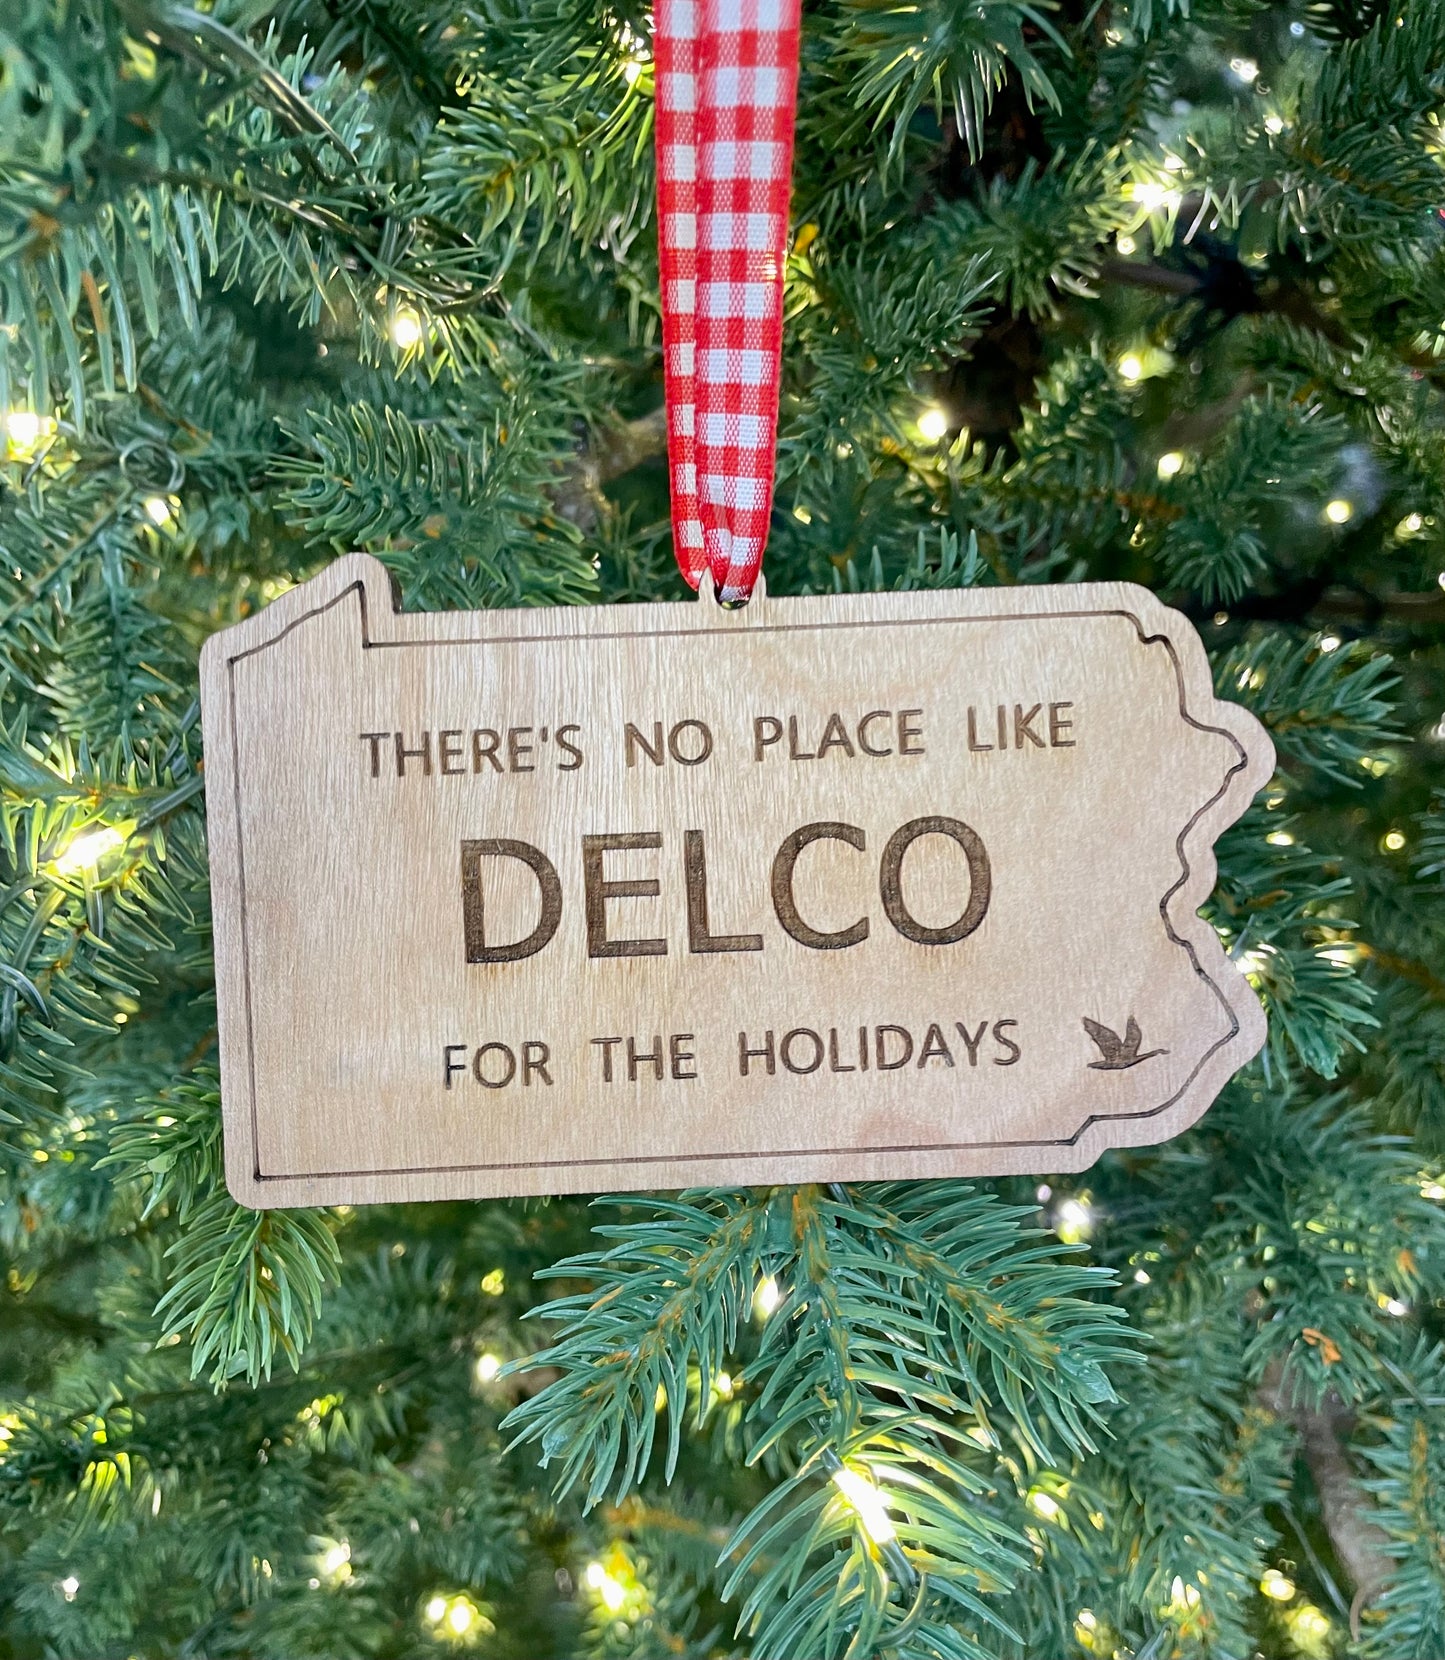 THERE'S NO PLACE LIKE
DELCO
FOR THE HOLIDAYS